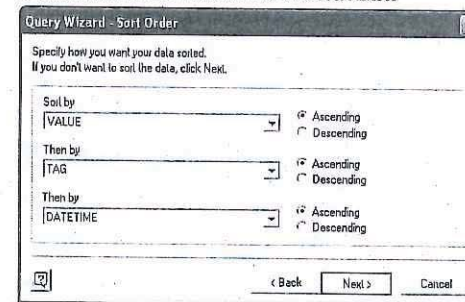 Query Wizard - Sort Order
Specify how you want your data sorted.
If you don't want to sort the data, click Next.
Sort by
VALUE
Ascending
Descending
Then by
TAG
Ascending
Descending
Then by
DATETIME
Ascending
Descending
?
< Back
Next >
Cancel